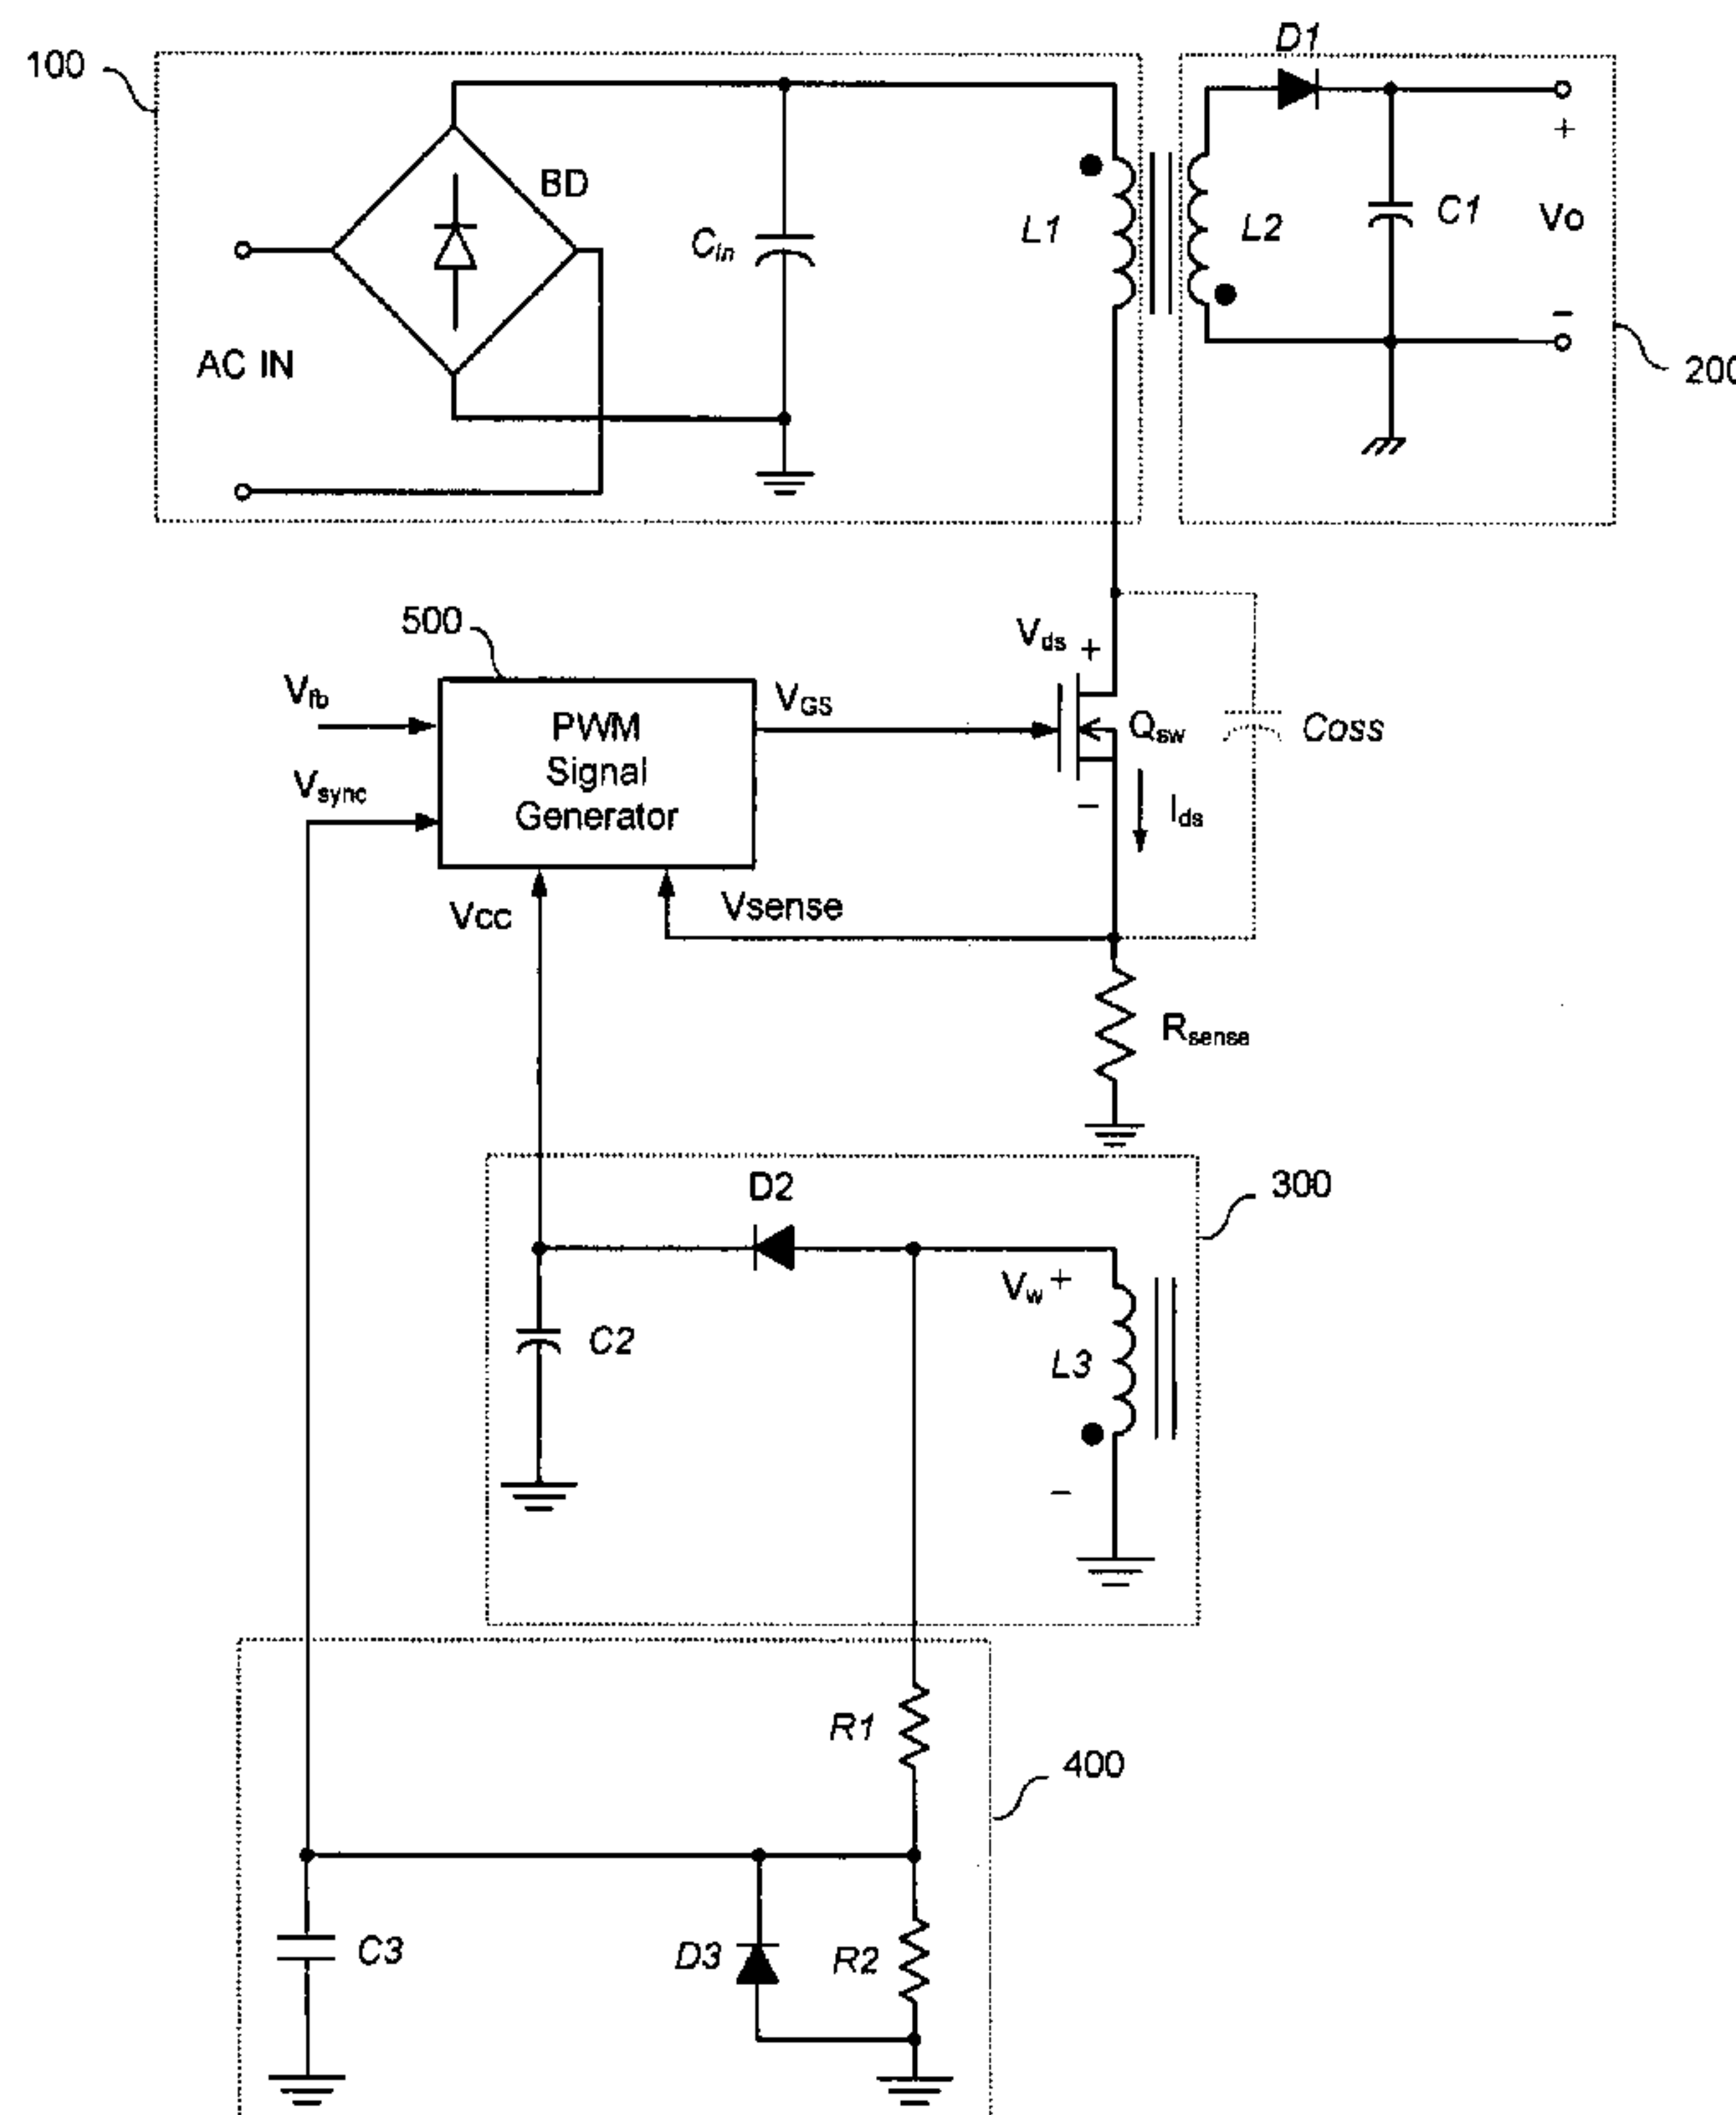 D1
100
BD
Cin
L1
L2
C1
+
Vo
−
AC IN
200
500
Vds +
Vfb
VGS
PWM
Signal
Generator
Qsw
Coss
Vsync
−
Ids
Vcc
Vsense
Rsense
D2
300
Vw +
C2
L3
−
R1
400
C3
D3
R2